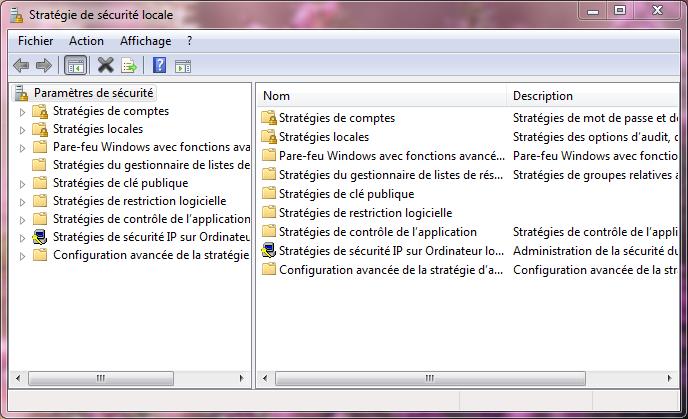 Stratégie de sécurité locale
Fichier Action Affichage ?
Paramètres de sécurité
Stratégies de comptes
Stratégies locales
Pare-feu Windows avec fonctions ava
Stratégies du gestionnaire de listes de
Stratégies de clé publique
Stratégies de restriction logicielle
Stratégies de contrôle de l'application
Stratégies de sécurité IP sur Ordinateu
Configuration avancée de la stratégie
Nom Description
Stratégies de comptes Stratégies de mot de passe et de
Stratégies locales Stratégies des options d'audit, d
Pare-feu Windows avec fonctions avancé... Pare-feu Windows avec fonctio
Stratégies du gestionnaire de listes de rés... Stratégies de groupes relatives a
Stratégies de clé publique
Stratégies de restriction logicielle
Stratégies de contrôle de l'application Stratégies de contrôle de l'appli
Stratégies de sécurité IP sur Ordinateur lo... Administration de la sécurité du
Configuration avancée de la stratégie d'a... Configuration avancée de la stra